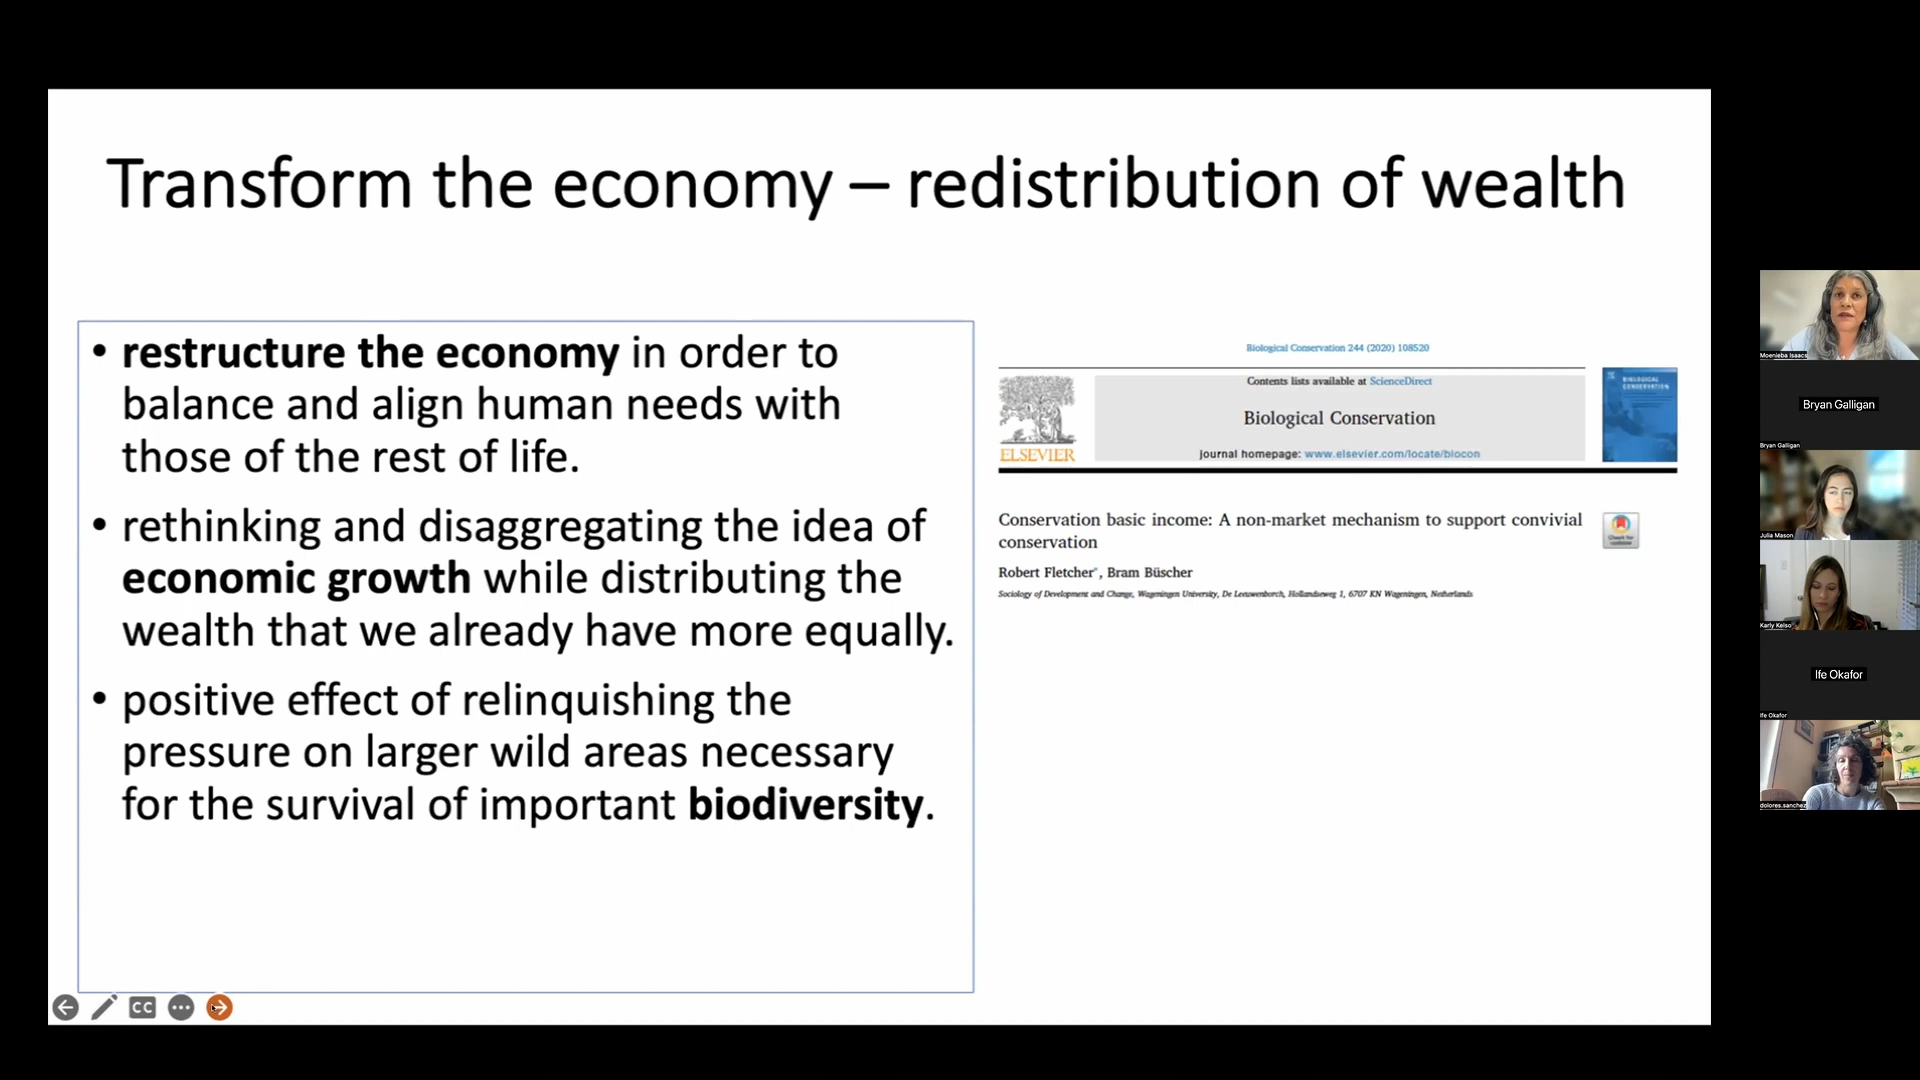 Transform the economy – redistribution of wealth
• restructure the economy in order to
balance and align human needs with
those of the rest of life.
• rethinking and disaggregating the idea of
economic growth while distributing the
wealth that we already have more equally.
• positive effect of relinquishing the
pressure on larger wild areas necessary
for the survival of important biodiversity.
Biological Conservation 244 (2020) 108520
Contents lists available at ScienceDirect
Biological Conservation
journal homepage: www.elsevier.com/locate/biocon
ELSEVIER
BIOLOGICAL
CONSERVATION
Conservation basic income: A non-market mechanism to support convivial
conservation
Check for
updates
Robert Fletcher*, Bram Büscher
Sociology of Development and Change, Wageningen University, De Leeuwenborch, Hollandseweg 1, 6707 KN Wageningen, Netherlands
CC
Moenieba Isaacs
Bryan Galligan
Bryan Galligan
Julia Mason
Karly Kelso
Ife Okafor
Ife Okafor
dolores.sanchez